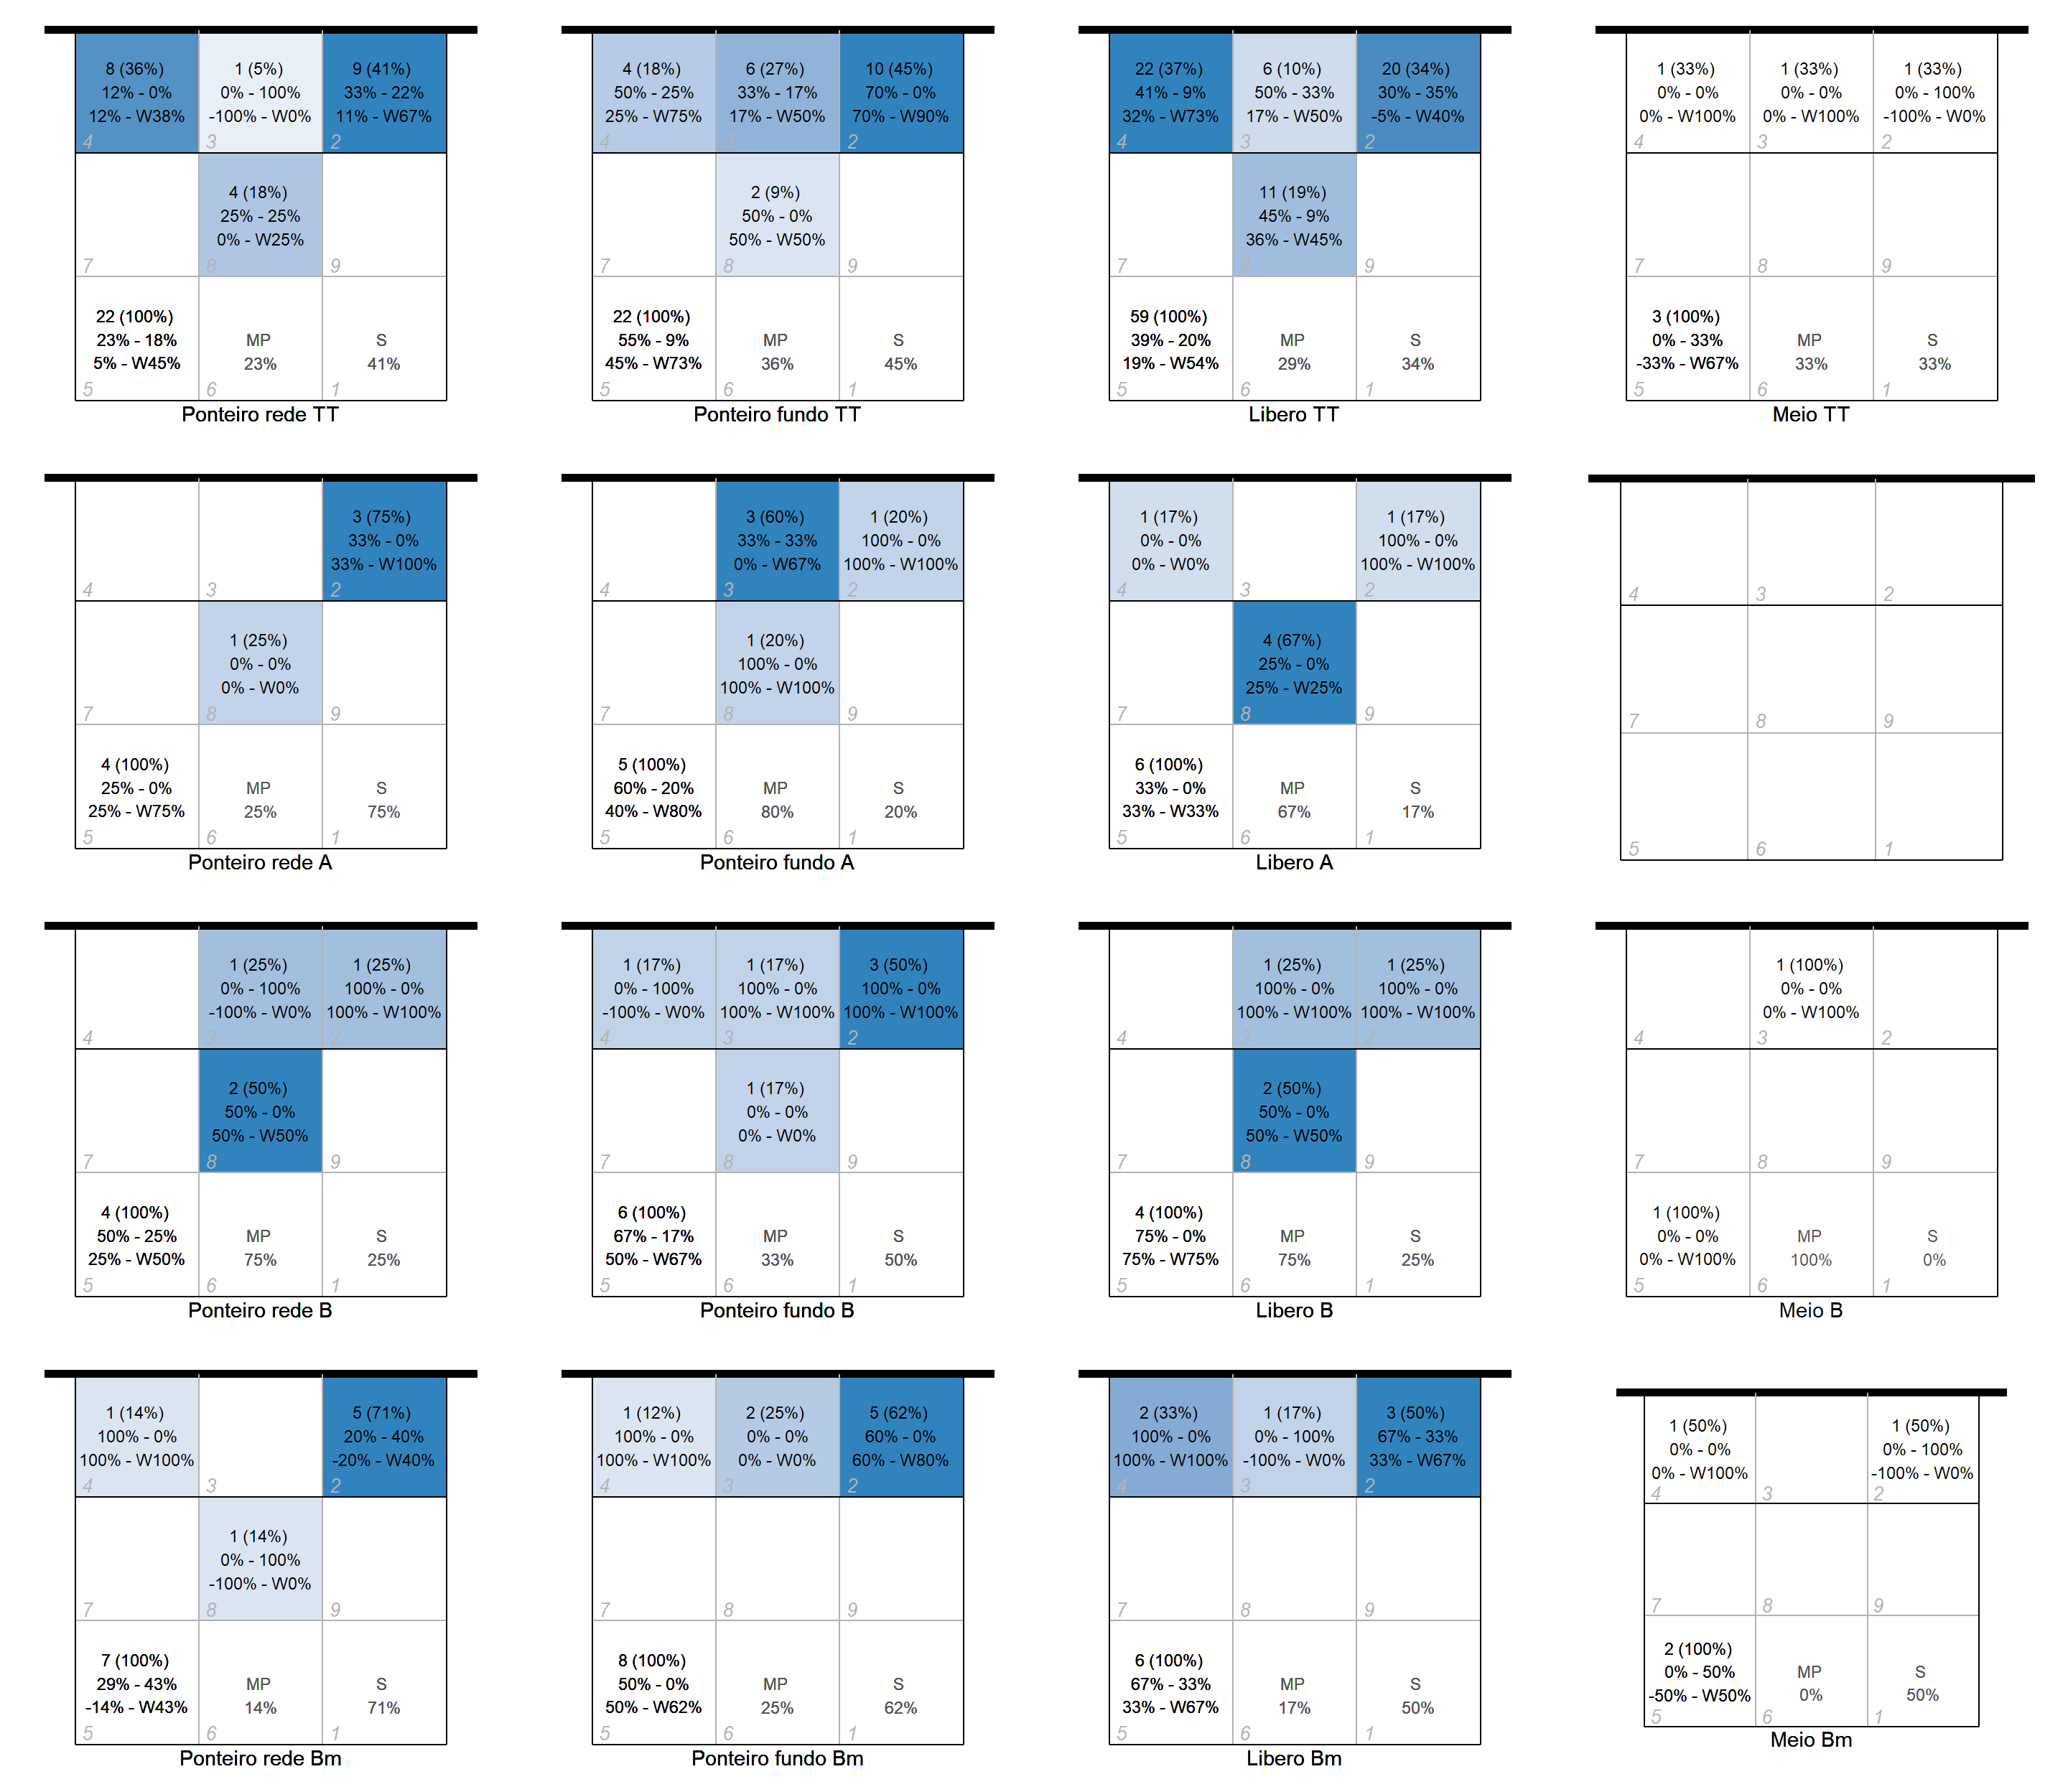 8 (36%)
12% - 0%
12% - W38%
4
1 (5%)
0% - 100%
-100% - W0%
3
9 (41%)
33% - 22%
11% - W67%
2
7
4 (18%)
25% - 25%
0% - W25%
8
9
22 (100%)
23% - 18%
5% - W45%
5
MP
23%
6
S
41%
1
Ponteiro rede TT
4 (18%)
50% - 25%
25% - W75%
4
6 (27%)
33% - 17%
17% - W50%
3
10 (45%)
70% - 0%
70% - W90%
2
7
2 (9%)
50% - 0%
50% - W50%
8
9
22 (100%)
55% - 9%
45% - W73%
5
MP
36%
6
S
45%
1
Ponteiro fundo TT
22 (37%)
41% - 9%
32% - W73%
4
6 (10%)
50% - 33%
17% - W50%
3
20 (34%)
30% - 35%
-5% - W40%
2
7
11 (19%)
45% - 9%
36% - W45%
8
9
59 (100%)
39% - 20%
19% - W54%
5
MP
29%
6
S
34%
1
Libero TT
1 (33%)
0% - 0%
0% - W100%
4
1 (33%)
0% - 0%
0% - W100%
3
1 (33%)
0% - 100%
-100% - W0%
2
7
8
9
3 (100%)
0% - 33%
-33% - W67%
5
MP
33%
6
S
33%
1
Meio TT
4
3
3 (75%)
33% - 0%
33% - W100%
2
7
1 (25%)
0% - 0%
0% - W0%
8
9
4 (100%)
25% - 0%
25% - W75%
5
MP
25%
6
S
75%
1
Ponteiro rede A
4
3 (60%)
33% - 33%
0% - W67%
3
1 (20%)
100% - 0%
100% - W100%
2
7
1 (20%)
100% - 0%
100% - W100%
8
9
5 (100%)
60% - 20%
40% - W80%
5
MP
80%
6
S
20%
1
Ponteiro fundo A
1 (17%)
0% - 0%
0% - W0%
4
3
1 (17%)
100% - 0%
100% - W100%
2
7
4 (67%)
25% - 0%
25% - W25%
8
9
6 (100%)
33% - 0%
33% - W33%
5
MP
67%
6
S
17%
1
Libero A
4
3
2
7
8
9
5
6
1
4
1 (25%)
0% - 100%
-100% - W0%
3
1 (25%)
100% - 0%
100% - W100%
2
7
2 (50%)
50% - 0%
50% - W50%
8
9
4 (100%)
50% - 25%
25% - W50%
5
MP
75%
6
S
25%
1
Ponteiro rede B
1 (17%)
0% - 100%
-100% - W0%
4
1 (17%)
100% - 0%
100% - W100%
3
3 (50%)
100% - 0%
100% - W100%
2
7
1 (17%)
0% - 0%
0% - W0%
8
9
6 (100%)
67% - 17%
50% - W67%
5
MP
33%
6
S
50%
1
Ponteiro fundo B
4
1 (25%)
100% - 0%
100% - W100%
3
1 (25%)
100% - 0%
100% - W100%
2
7
2 (50%)
50% - 0%
50% - W50%
8
9
4 (100%)
75% - 0%
75% - W75%
5
MP
75%
6
S
25%
1
Libero B
4
1 (100%)
0% - 0%
0% - W100%
3
2
7
8
9
1 (100%)
0% - 0%
0% - W100%
5
MP
100%
6
S
0%
1
Meio B
1 (14%)
100% - 0%
100% - W100%
4
3
5 (71%)
20% - 40%
-20% - W40%
2
7
1 (14%)
0% - 100%
-100% - W0%
8
9
7 (100%)
29% - 43%
-14% - W43%
5
MP
14%
6
S
71%
1
Ponteiro rede Bm
1 (12%)
100% - 0%
100% - W100%
4
2 (25%)
0% - 0%
0% - W0%
3
5 (62%)
60% - 0%
60% - W80%
2
7
8
9
8 (100%)
50% - 0%
50% - W62%
5
MP
25%
6
S
62%
1
Ponteiro fundo Bm
2 (33%)
100% - 0%
100% - W100%
4
1 (17%)
0% - 100%
-100% - W0%
3
3 (50%)
67% - 33%
33% - W67%
2
7
8
9
6 (100%)
67% - 33%
33% - W67%
5
MP
17%
6
S
50%
1
Libero Bm
1 (50%)
0% - 0%
0% - W100%
4
3
1 (50%)
0% - 100%
-100% - W0%
2
7
8
9
2 (100%)
0% - 50%
-50% - W50%
5
MP
0%
6
S
50%
1
Meio Bm